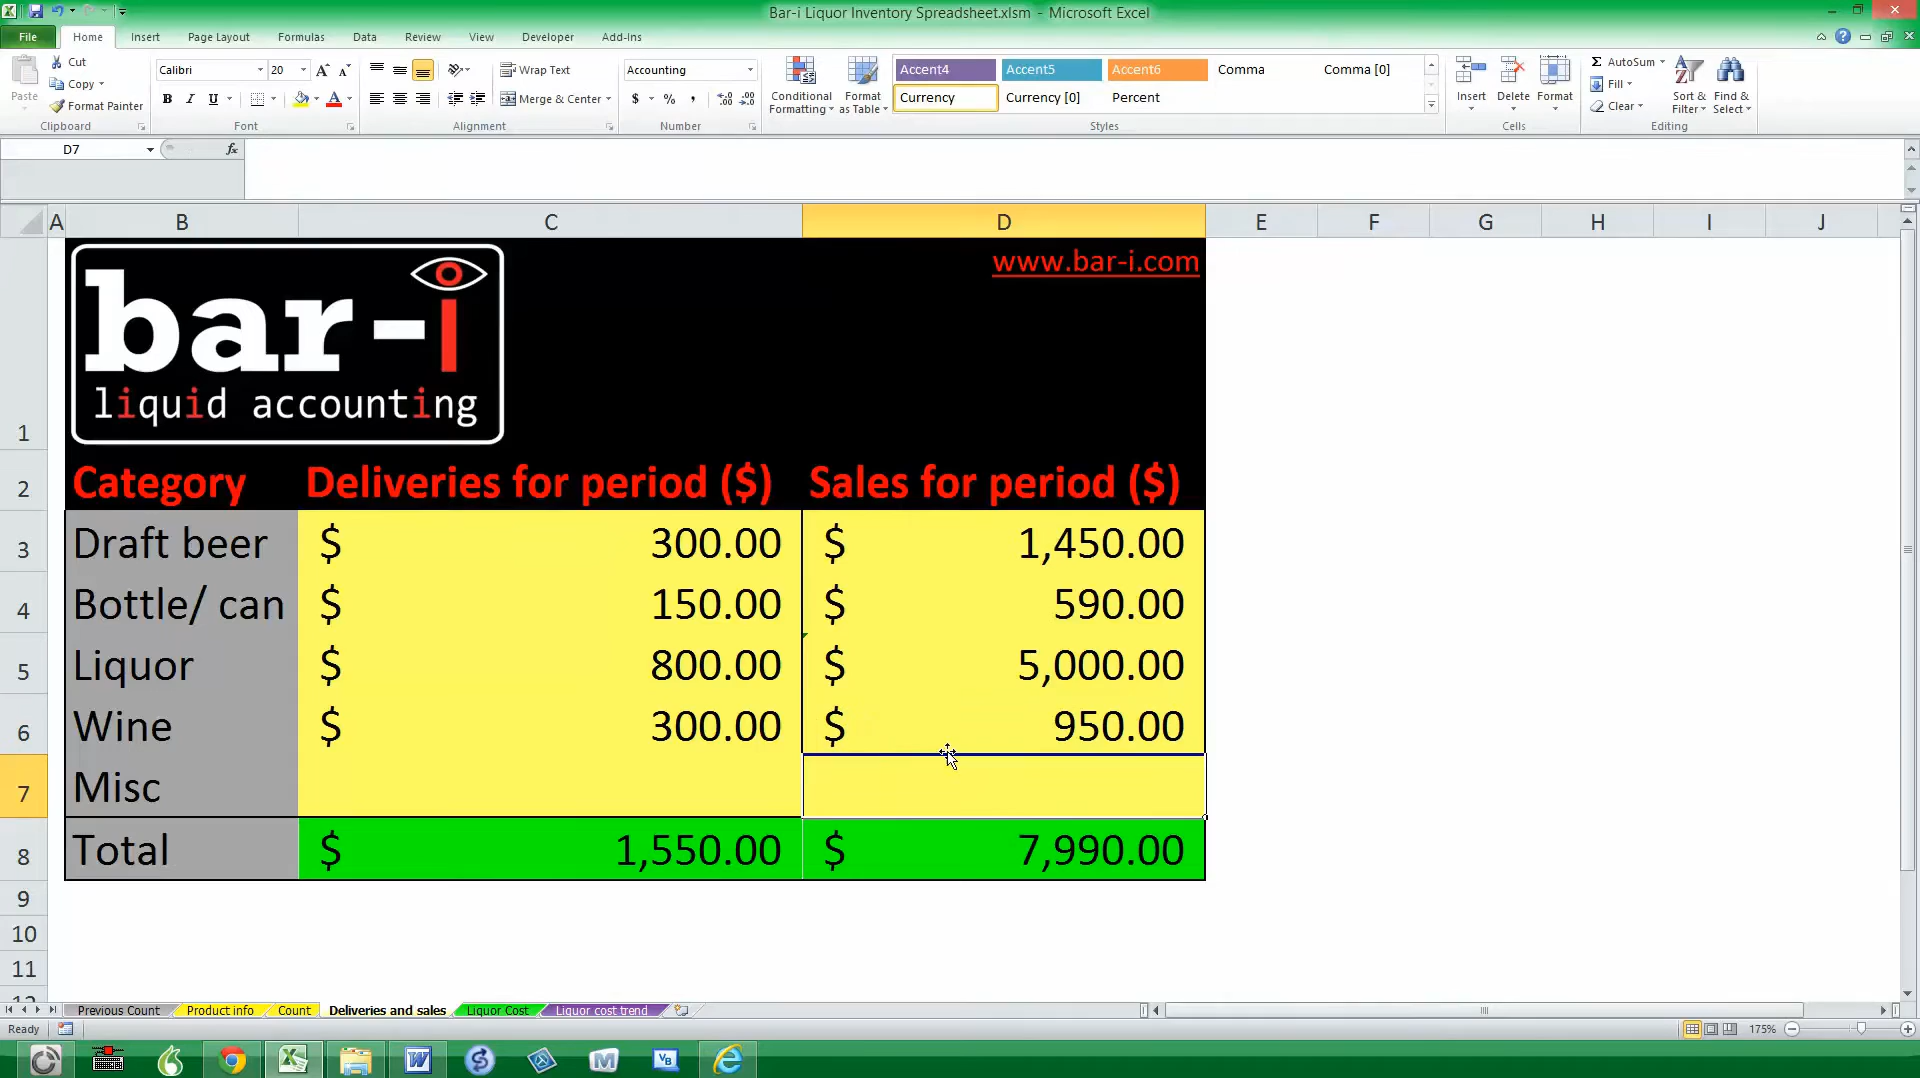 Bar-i Liquor Inventory Spreadsheet.xlsm - Microsoft Excel
File Home Insert Page Layout Formulas Data Review View Developer Add-Ins
Paste
Cut
Copy
Format Painter
Clipboard
Calibri 20
B I U
Font
Wrap Text
Merge & Center
Alignment
Accounting
$ % ,
Number
Conditional Formatting
Format as Table
Accent4 Accent5 Accent6 Comma Comma [0]
Currency Currency [0] Percent
Styles
Insert Delete Format
Cells
Σ AutoSum
Fill
Clear
Sort & Filter
Find & Select
Editing
D7 fx
A B C D E F G H I J
1
bar-i
liquid accounting
www.bar-i.com
2 Category Deliveries for period ($) Sales for period ($)
3 Draft beer $ 300.00 $ 1,450.00
4 Bottle/ can $ 150.00 $ 590.00
5 Liquor $ 800.00 $ 5,000.00
6 Wine $ 300.00 $ 950.00
7 Misc
8 Total $ 1,550.00 $ 7,990.00
9
10
11
12
Previous Count Product info Count Deliveries and sales Liquor Cost Liquor cost trend
Ready 175%
W M VB